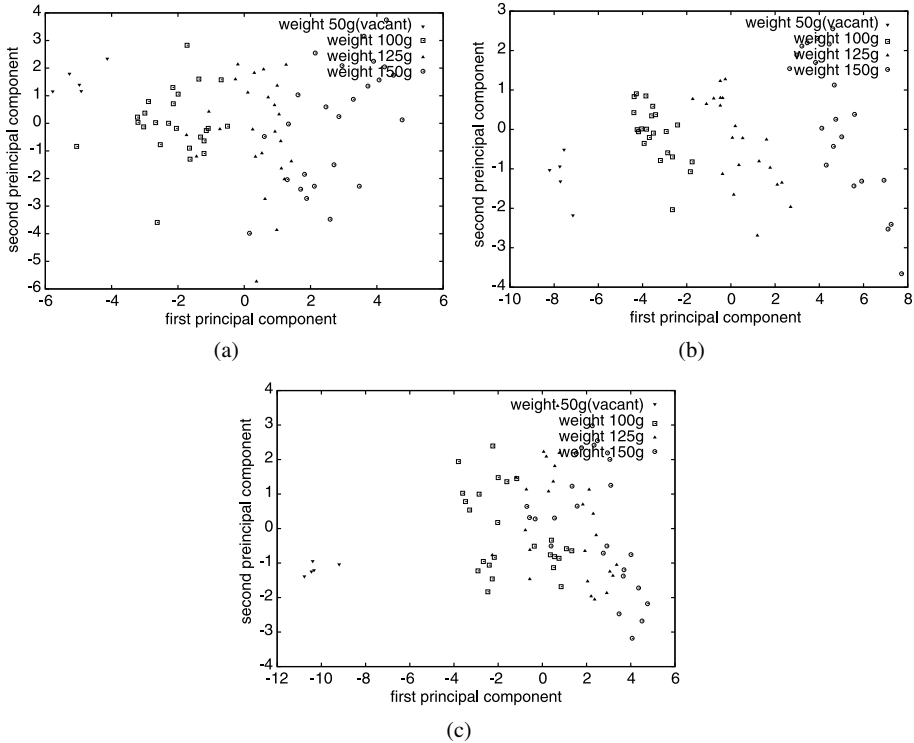 weight 50g(vacant)
weight 100g
weight 125g
weight 150g
4
3
2
1
0
-1
-2
-3
-4
-5
-6
second preincipal component
-6 -4 -2 0 2 4 6
first principal component
(a)
weight 50g(vacant)
weight 100g
weight 125g
weight 150g
3
2
1
0
-1
-2
-3
-4
second preincipal component
-10 -8 -6 -4 -2 0 2 4 6 8
first principal component
(b)
weight 50g(vacant)
weight 100g
weight 125g
weight 150g
4
3
2
1
0
-1
-2
-3
-4
second preincipal component
-12 -10 -8 -6 -4 -2 0 2 4 6
first principal component
(c)